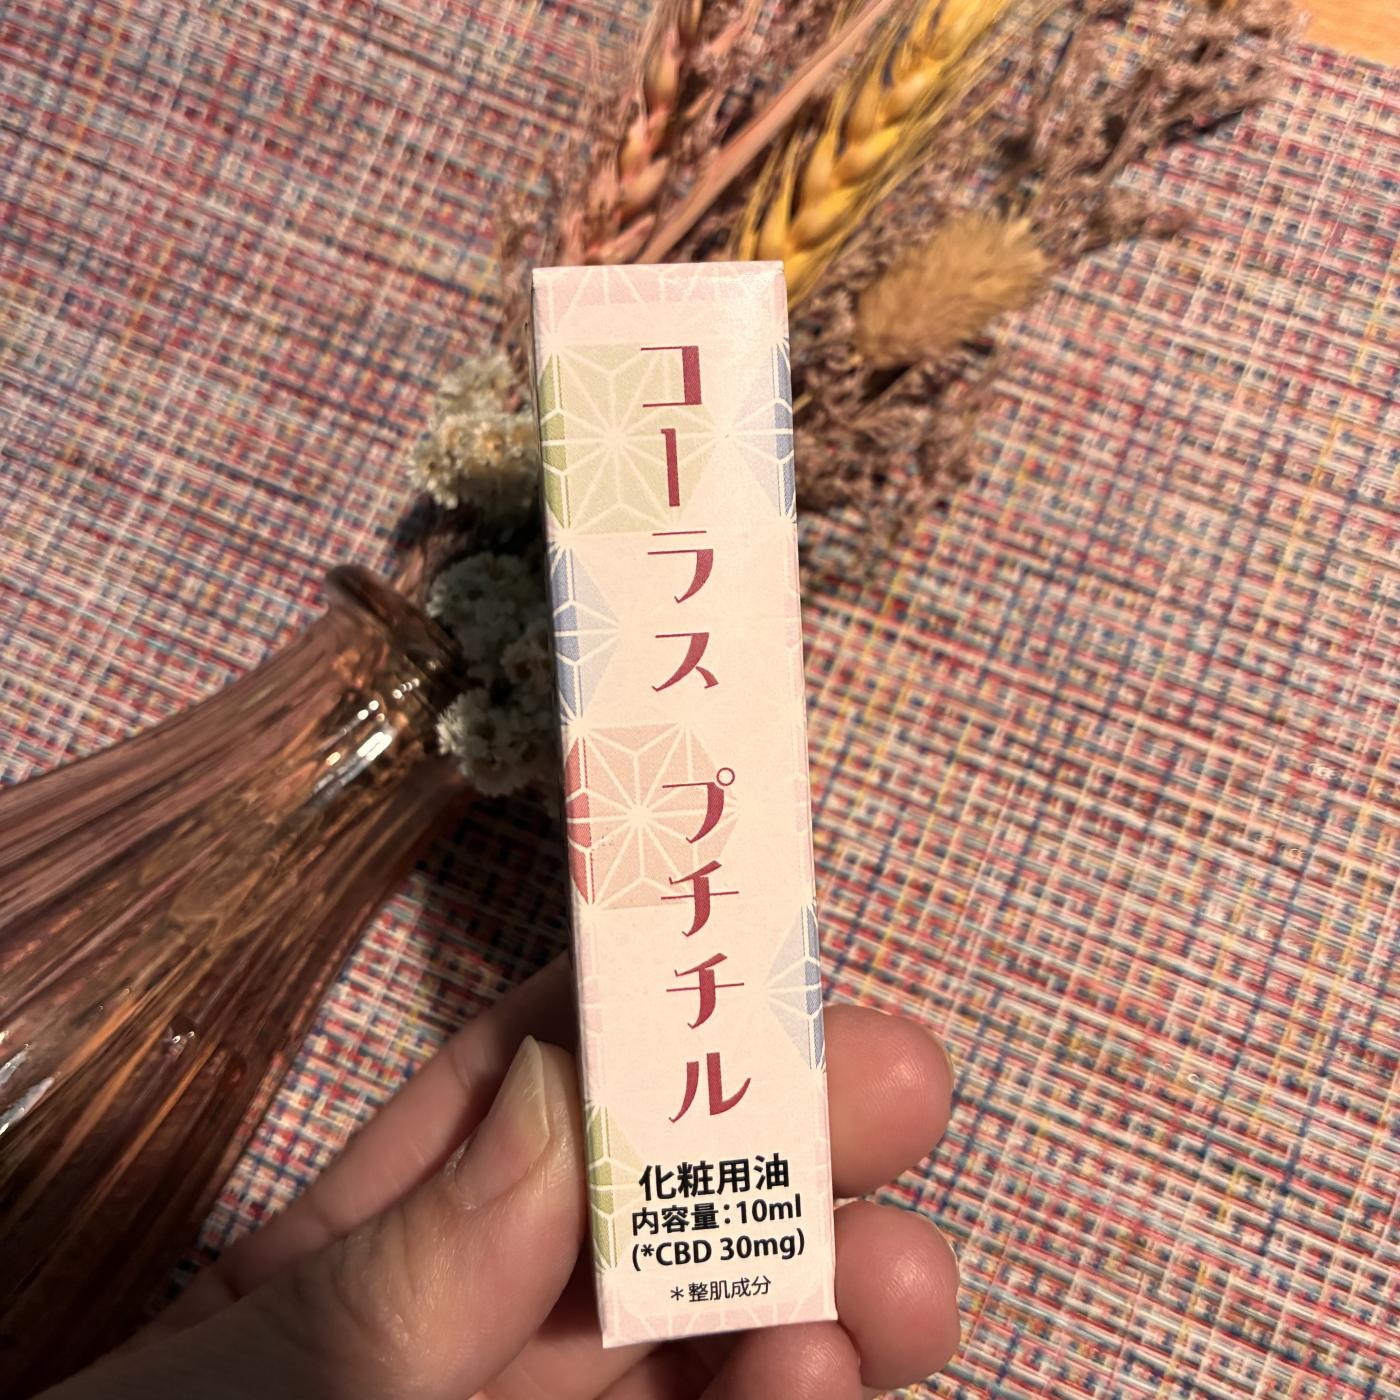 コーラス プチチル
化粧用油
内容量：10ml
(*CBD 30mg)
＊整肌成分